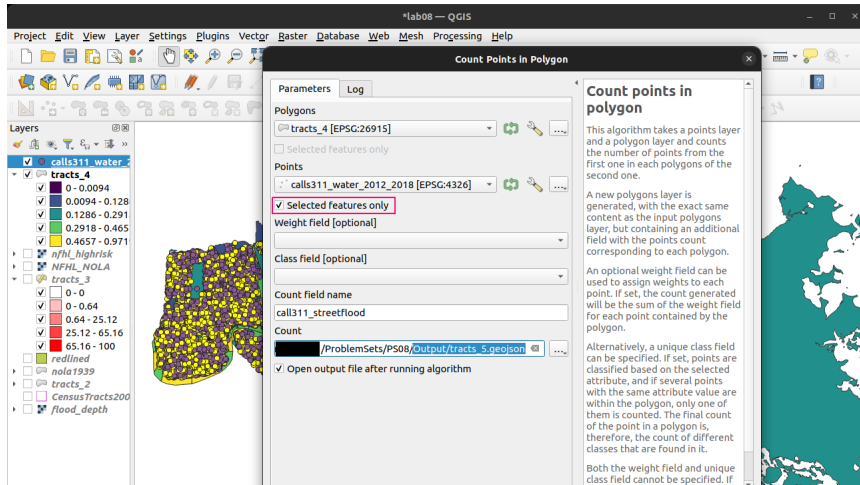 *lab08 — QGIS
Project Edit View Layer Settings Plugins Vector Raster Database Web Mesh Processing Help
Count Points in Polygon
Parameters Log
Polygons
tracts_4 [EPSG:26915]
Selected features only
Points
calls311_water_2012_2018 [EPSG:4326]
Selected features only
Weight field [optional]
Class field [optional]
Count field name
call311_streetflood
Count
/ProblemSets/PS08/Output/tracts_5.geojson
Open output file after running algorithm
Count points in
polygon
This algorithm takes a points layer
and a polygon layer and counts
the number of points from the
first one in each polygons of the
second one.
A new polygons layer is
generated, with the exact same
content as the input polygons
layer, but containing an additional
field with the points count
corresponding to each polygon.
An optional weight field can be
used to assign weights to each
point. If set, the count generated
will be the sum of the weight field
for each point contained by the
polygon.
Alternatively, a unique class field
can be specified. If set, points are
classified based on the selected
attribute, and if several points
with the same attribute value are
within the polygon, only one of
them is counted. The final count
of the point in a polygon is,
therefore, the count of different
classes that are found in it.
Both the weight field and unique
class field cannot be specified. If
Layers
calls311_water_2
tracts_4
0 - 0.0094
0.0094 - 0.128
0.1286 - 0.291
0.2918 - 0.465
0.4657 - 0.971
nfhl_highrisk
NFHL_NOLA
tracts_3
0 - 0
0 - 0.64
0.64 - 25.12
25.12 - 65.16
65.16 - 100
redlined
nola1939
tracts_2
CensusTracts200
flood_depth